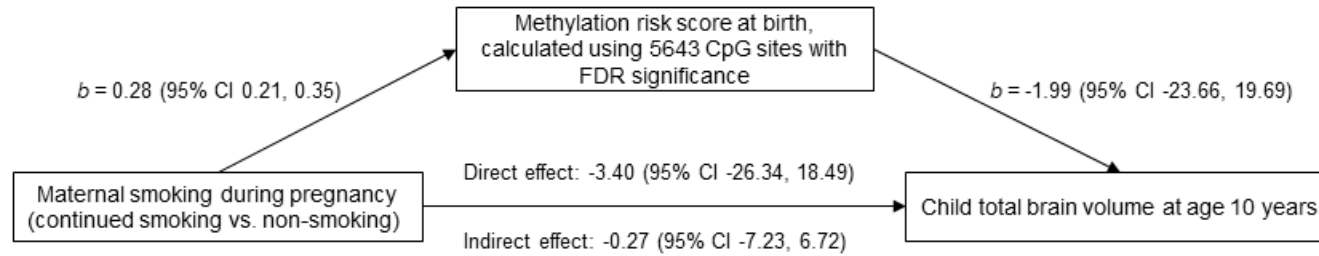 Methylation risk score at birth,
calculated using 5643 CpG sites with
FDR significance
b = 0.28 (95% CI 0.21, 0.35)
b = -1.99 (95% CI -23.66, 19.69)
Direct effect: -3.40 (95% CI -26.34, 18.49)
Maternal smoking during pregnancy
(continued smoking vs. non-smoking)
Child total brain volume at age 10 years
Indirect effect: -0.27 (95% CI -7.23, 6.72)